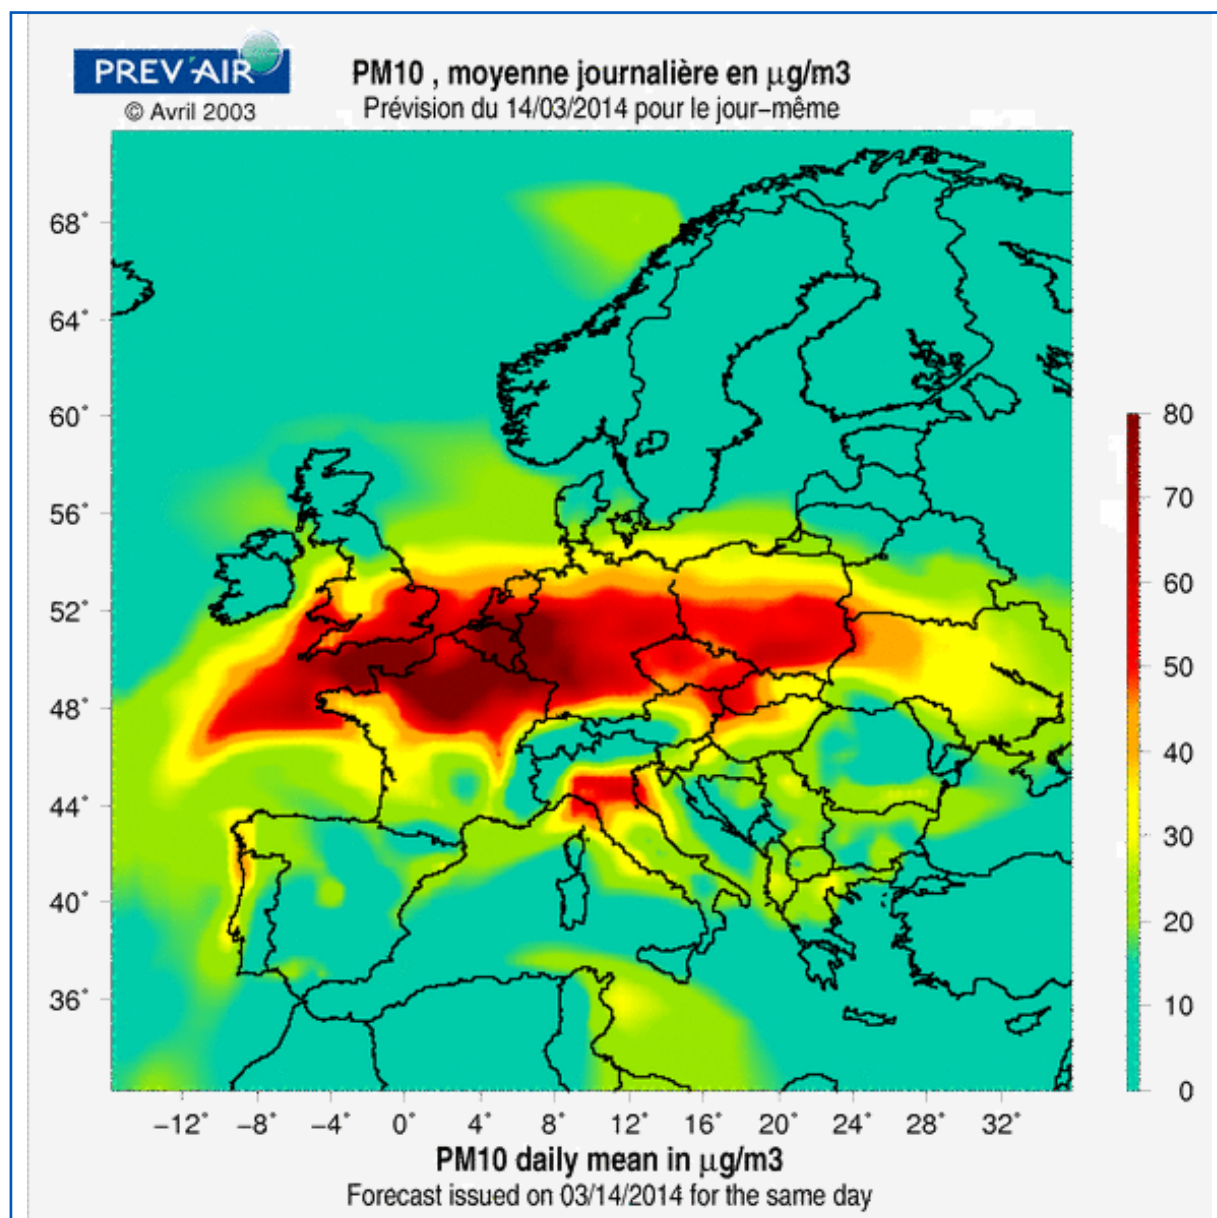 PREV'AIR
© Avril 2003
PM10 , moyenne journalière en µg/m3
Prévision du 14/03/2014 pour le jour-même
68°
64°
60°
56°
52°
48°
44°
40°
36°
80
70
60
50
40
30
20
10
0
-12° -8° -4° 0° 4° 8° 12° 16° 20° 24° 28° 32°
PM10 daily mean in µg/m3
Forecast issued on 03/14/2014 for the same day